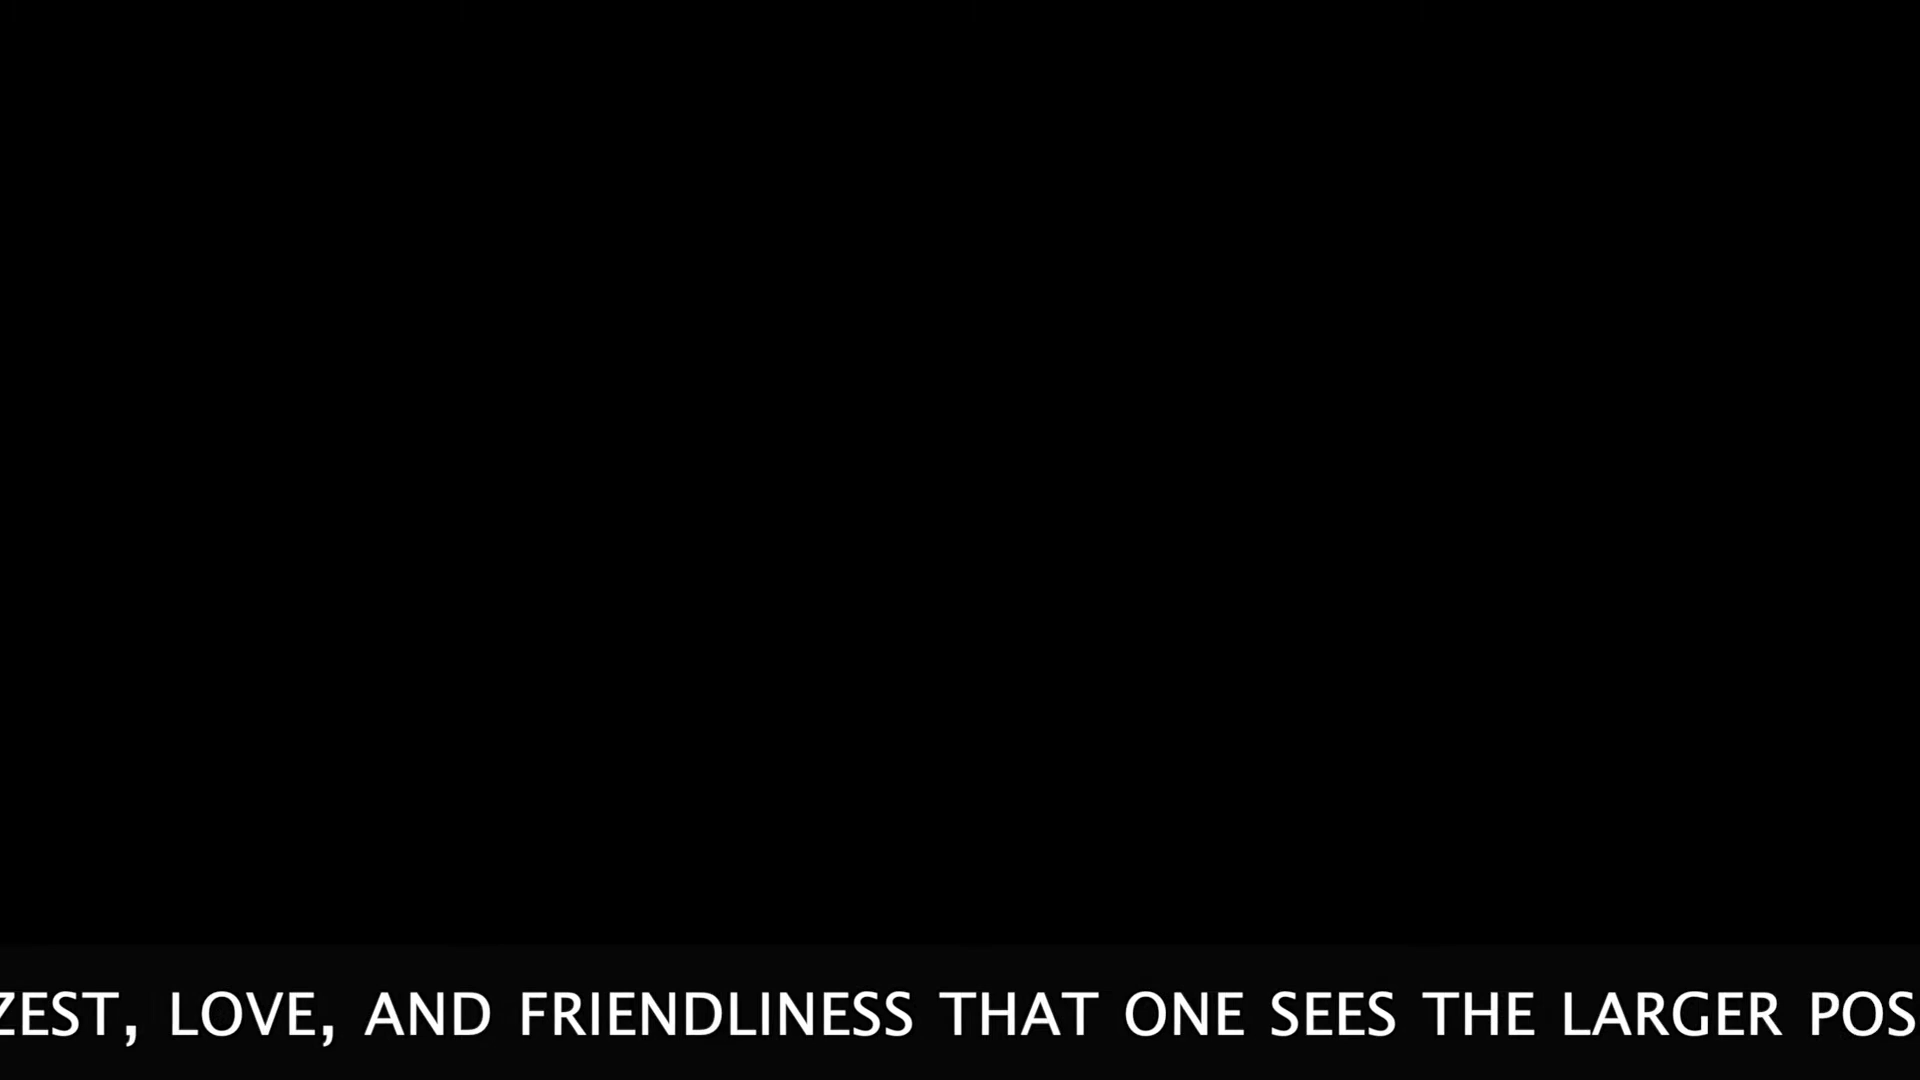 ZEST, LOVE, AND FRIENDLINESS THAT ONE SEES THE LARGER POS